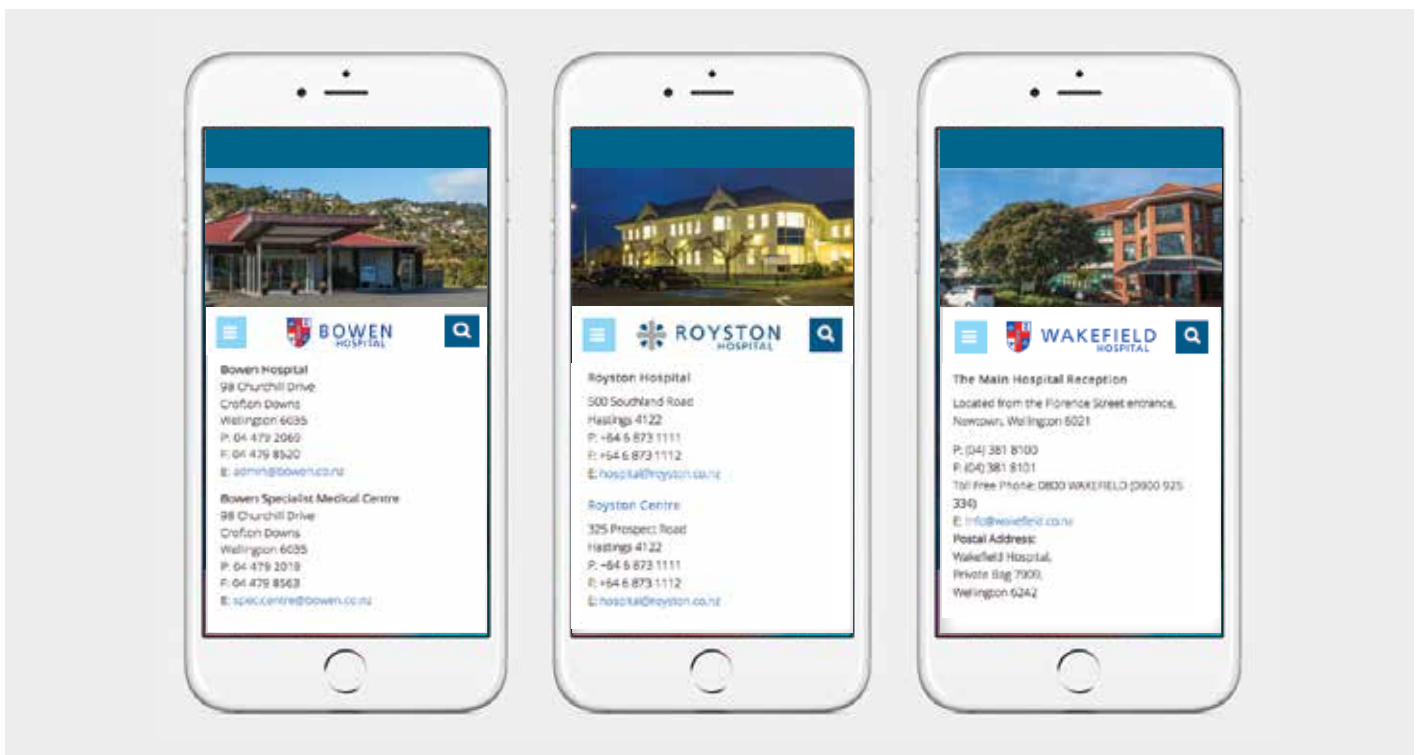 BOWEN
HOSPITAL
Bowen Hospital
98 Churchill Drive
Crofton Downs
Wellington 6035
P: 04 479 2069
F: 04 479 8520
E: admin@bowen.co.nz
Bowen Specialist Medical Centre
98 Churchill Drive
Crofton Downs
Wellington 6035
P: 04 479 2019
F: 04 479 8563
E: spec.centre@bowen.co.nz
ROYSTON
HOSPITAL
Royston Hospital
500 Southland Road
Hastings 4122
P: +64 6 873 1111
F: +64 6 873 1112
E: hospital@royston.co.nz
Royston Centre
325 Prospect Road
Hastings 4122
P: +64 6 873 1111
F: +64 6 873 1112
E: hospital@royston.co.nz
WAKEFIELD
HOSPITAL
The Main Hospital Reception
Located from the Florence Street entrance,
Newtown, Wellington 6021
P: (04) 381 8100
F: (04) 381 8101
Toll Free Phone: 0800 WAKEFIELD (0800 925
334)
E: info@wakefield.co.nz
Postal Address:
Wakefield Hospital,
Private Bag 7909,
Wellington 6242